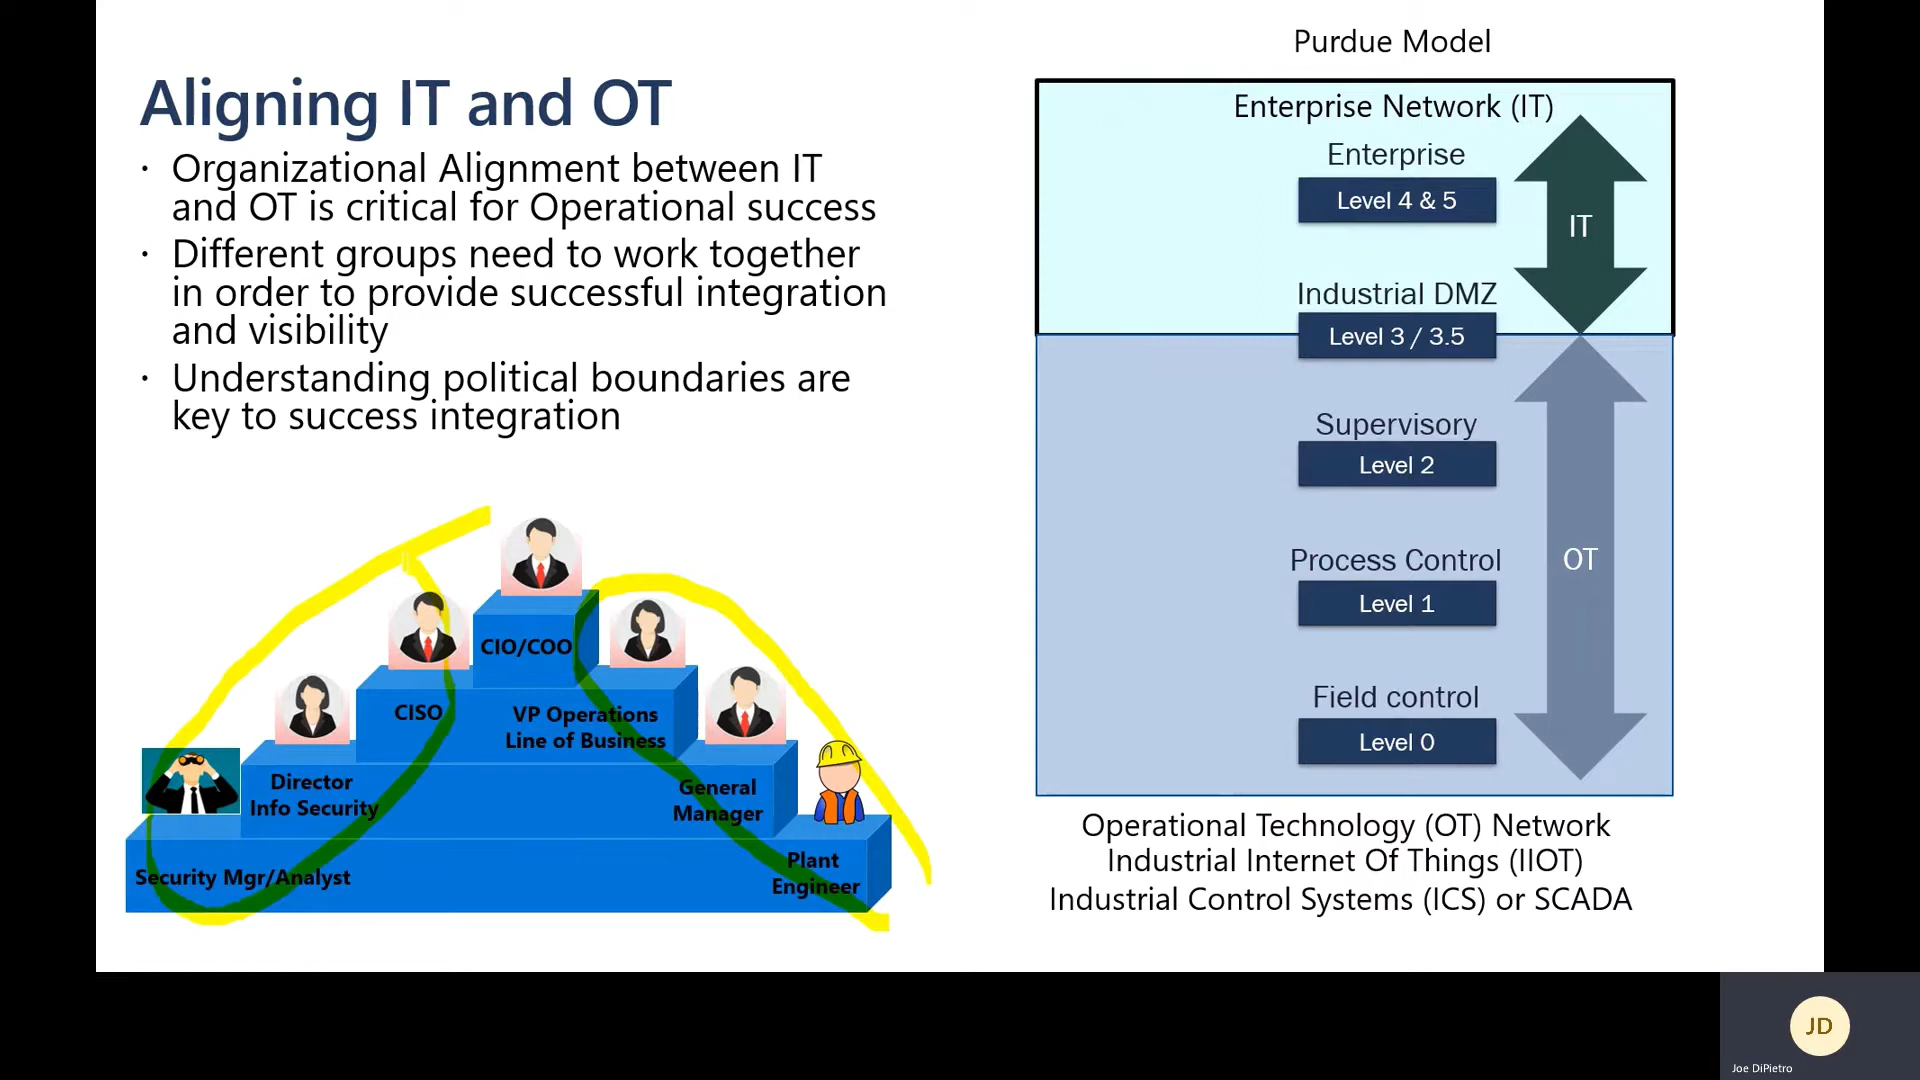 Aligning IT and OT
· Organizational Alignment between IT
and OT is critical for Operational success
· Different groups need to work together
in order to provide successful integration
and visibility
· Understanding political boundaries are
key to success integration
CIO/COO
CISO
VP Operations
Line of Business
Director
Info Security
General
Manager
Security Mgr/Analyst
Plant
Engineer
Purdue Model
Enterprise Network (IT)
Enterprise
Level 4 & 5
IT
Industrial DMZ
Level 3 / 3.5
Supervisory
Level 2
Process Control
Level 1
OT
Field control
Level 0
Operational Technology (OT) Network
Industrial Internet Of Things (IIOT)
Industrial Control Systems (ICS) or SCADA
JD
Joe DiPietro